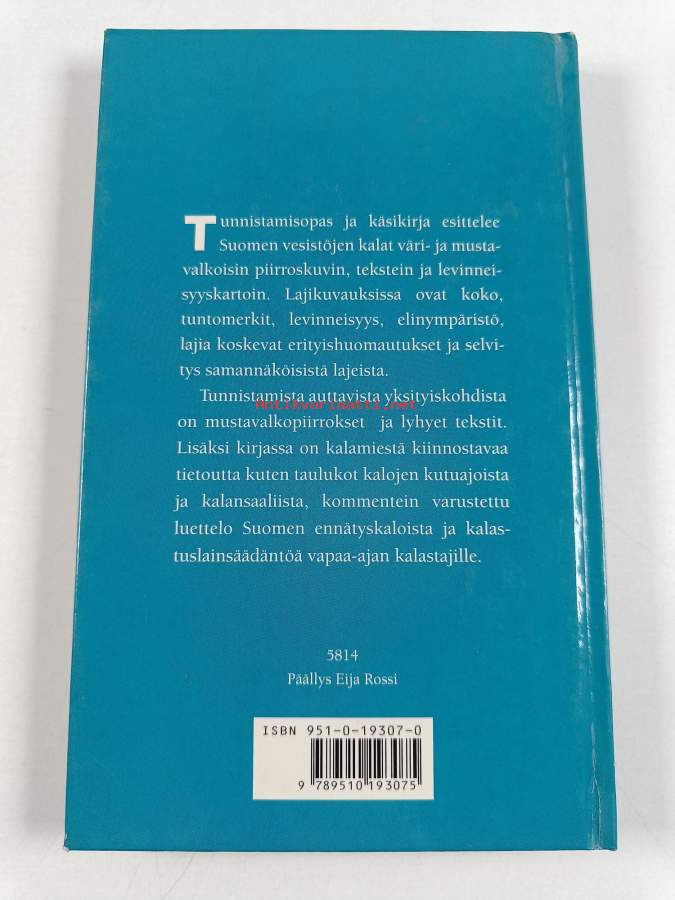 Tunnistamisopas ja käsikirja esittelee
Suomen vesistöjen kalat väri- ja musta-
valkoisin piirroskuvin, tekstein ja levinnei-
syyskartoin. Lajikuvauksissa ovat koko,
tuntomerkit, levinneisyys, elinympäristö,
lajia koskevat erityishuomautukset ja selvi-
tys samannäköisistä lajeista.
Tunnistamista auttavista yksityiskohdista
Antikvariaatti.net
on mustavalkopiirrokset ja lyhyet tekstit.
Lisäksi kirjassa on kalamiestä kiinnostavaa
tietoutta kuten taulukot kalojen kutuajoista
ja kalansaaliista, kommentein varustettu
luettelo Suomen ennätyskaloista ja kalas-
tuslainsäädäntöä vapaa-ajan kalastajille.
5814
Päällys Eija Rossi
ISBN 951-0-19307-0
9 789510 193075